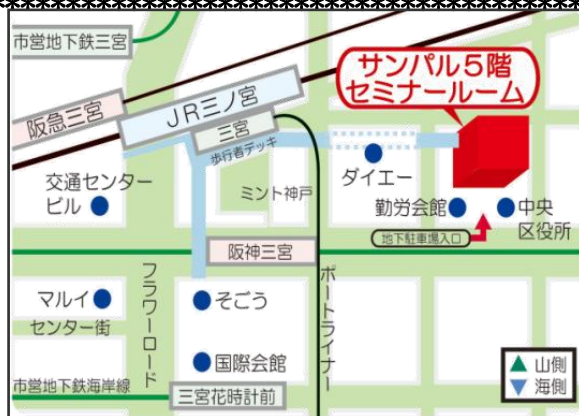 市営地下鉄三宮
阪急三宮
JR三ノ宮
三宮
歩行者デッキ
サンパル5階
セミナールーム
交通センター
ビル
ミント神戸
ダイエー
勤労会館
中央
区役所
地下駐車場入口
阪神三宮
マルイ
センター街
フラワーロード
そごう
ポートライナー
国際会館
市営地下鉄海岸線
三宮花時計前
山側
海側